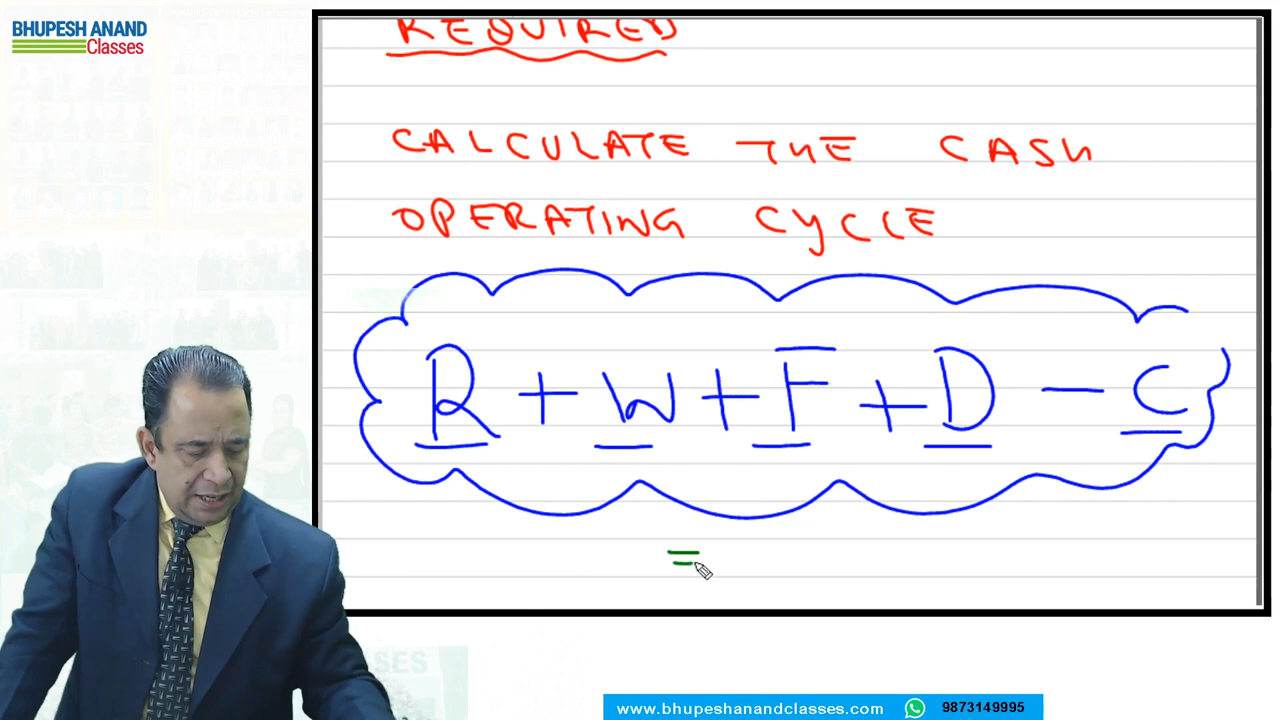 BHUPESH ANAND
Classes
REQUIRED
CALCULATE THE CASH
OPERATING CYCLE
R + W + F + D - C
=
www.bhupeshanandclasses.com 9873149995